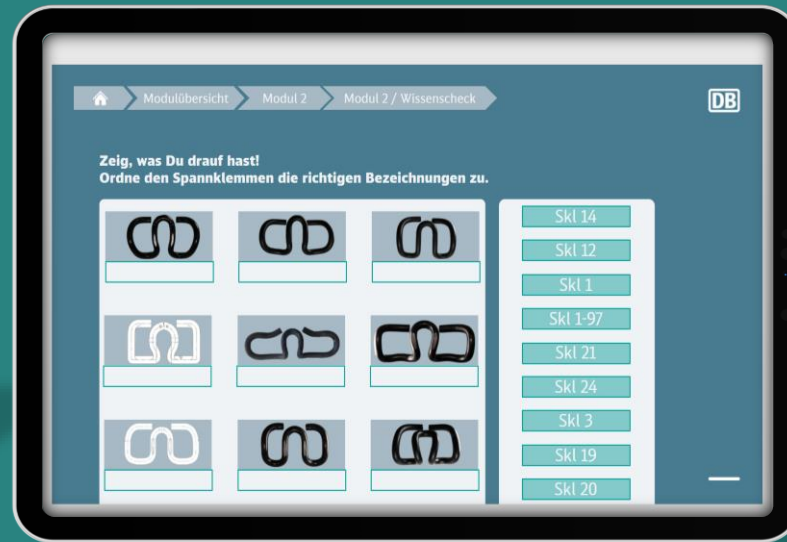 Modulübersicht
Modul 2
Modul 2 / Wissenscheck
DB
Zeig, was Du drauf hast!
Ordne den Spannklemmen die richtigen Bezeichnungen zu.
Skl 14
Skl 12
Skl 1
Skl 1-97
Skl 21
Skl 24
Skl 3
Skl 19
Skl 20